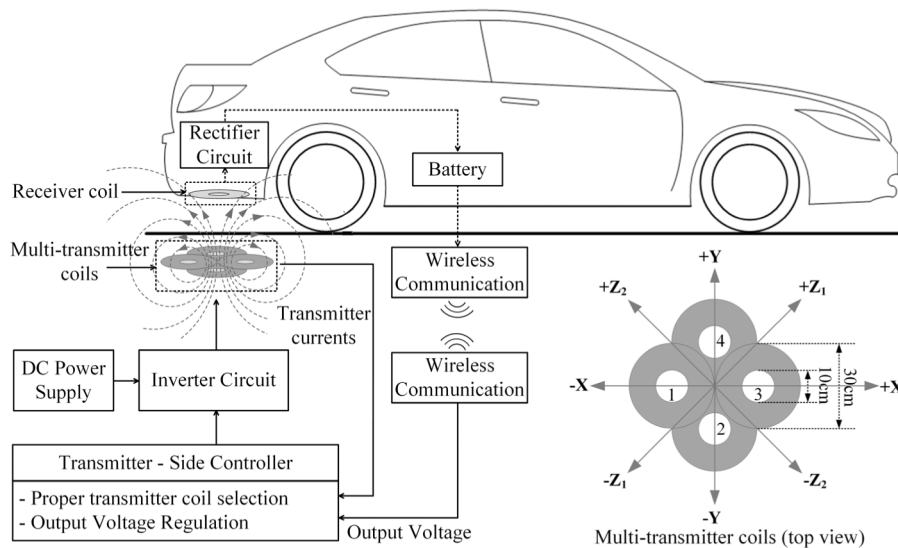 Rectifier
Circuit
Battery
Receiver coil
Multi-transmitter
coils
Wireless
Communication
Transmitter
currents
DC Power
Supply
Inverter Circuit
Wireless
Communication
Transmitter - Side Controller
- Proper transmitter coil selection
- Output Voltage Regulation
Output Voltage
+Y
+Z₂
+Z₁
4
-X
1
3
10cm
30cm
+X
2
-Z₁
-Z₂
-Y
Multi-transmitter coils (top view)